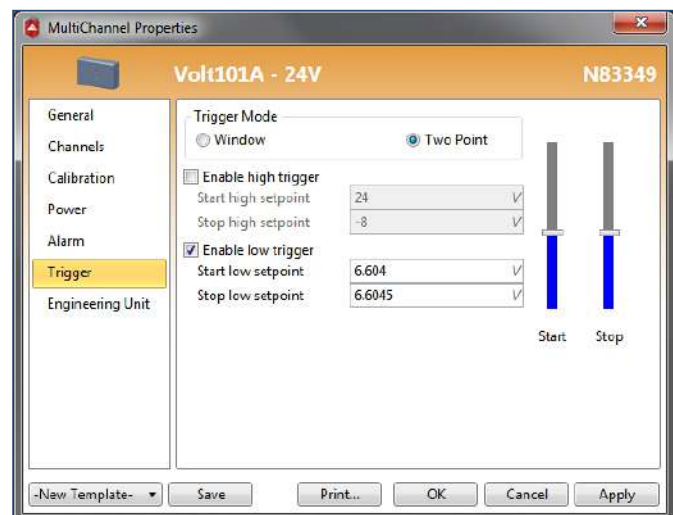 MultiChannel Properties
Volt101A - 24V N83349
General
Channels
Calibration
Power
Alarm
Trigger
Engineering Unit
Trigger Mode
Window Two Point
Enable high trigger
Start high setpoint 24 V
Stop high setpoint -8 V
Enable low trigger
Start low setpoint 6.604 V
Stop low setpoint 6.6045 V
Start Stop
-New Template- Save Print... OK Cancel Apply